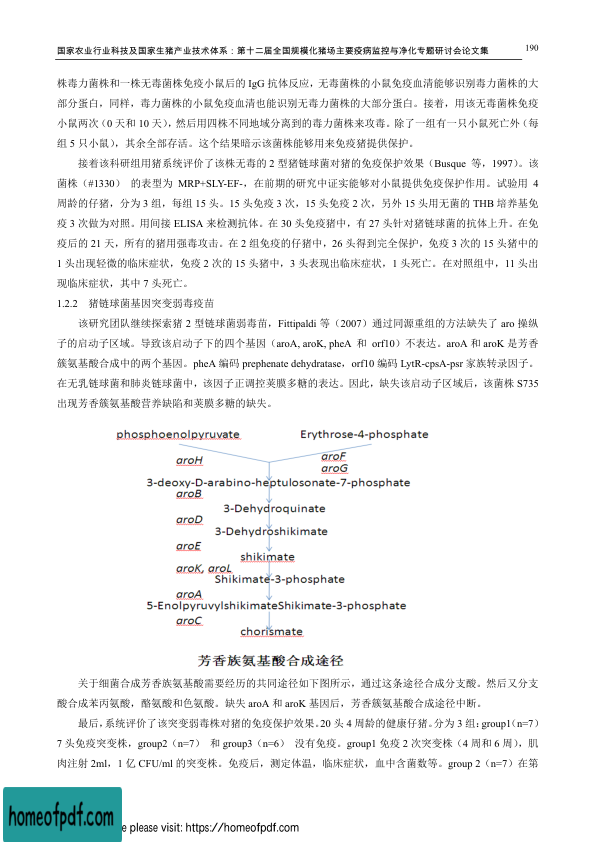 国家农业行业科技及国家生猪产业技术体系：第十二届全国规模化猪场主要疫病监控与净化专题研讨会论文集 190
株毒力菌株和一株无毒菌株免疫小鼠后的 IgG 抗体反应，无毒菌株的小鼠免疫血清能够识别毒力菌株的大
部分蛋白，同样，毒力菌株的小鼠免疫血清也能识别无毒力菌株的大部分蛋白。接着，用该无毒菌株免疫
小鼠两次（0 天和 10 天），然后用四株不同地域分离到的毒力菌株来攻毒。除了一组有一只小鼠死亡外（每
组 5 只小鼠），其余全部存活。这个结果暗示该菌株能够用来免疫猪提供保护。
接着该科研组用猪系统评价了该株无毒的 2 型猪链球菌对猪的免疫保护效果（Busque 等，1997）。该
菌株（#1330） 的表型为 MRP+SLY-EF-，在前期的研究中证实能够对小鼠提供免疫保护作用。试验用 4
周龄的仔猪，分为 3 组，每组 15 头。15 头免疫 3 次，15 头免疫 2 次，另外 15 头用无菌的 THB 培养基免
疫 3 次做为对照。用间接 ELISA 来检测抗体。在 30 头免疫猪中，有 27 头针对猪链球菌的抗体上升。在免
疫后的 21 天，所有的猪用强毒攻击。在 2 组免疫的仔猪中，26 头得到完全保护，免疫 3 次的 15 头猪中的
1 头出现轻微的临床症状，免疫 2 次的 15 头猪中，3 头表现出临床症状，1 头死亡。在对照组中，11 头出
现临床症状，其中 7 头死亡。
1.2.2 猪链球菌基因突变弱毒疫苗
该研究团队继续探索猪 2 型链球菌弱毒苗，Fittipaldi 等（2007）通过同源重组的方法缺失了 aro 操纵
子的启动子区域。导致该启动子下的四个基因（aroA, aroK, pheA 和 orf10）不表达。aroA 和 aroK 是芳香
簇氨基酸合成中的两个基因。pheA 编码 prephenate dehydratase，orf10 编码 LytR-cpsA-psr 家族转录因子。
在无乳链球菌和肺炎链球菌中，该因子正调控荚膜多糖的表达。因此，缺失该启动子区域后，该菌株 S735
出现芳香簇氨基酸营养缺陷和荚膜多糖的缺失。
phosphoenolpyruvate Erythrose-4-phosphate
aroH aroF
aroG
3-deoxy-D-arabino-heptulosonate-7-phosphate
aroB
3-Dehydroquinate
aroD
3-Dehydroshikimate
aroE
shikimate
aroK, aroL
Shikimate-3-phosphate
aroA
5-EnolpyruvylshikimateShikimate-3-phosphate
aroC
chorismate
芳香族氨基酸合成途径
关于细菌合成芳香族氨基酸需要经历的共同途径如下图所示，通过这条途径合成分支酸。然后又分支
酸合成苯丙氨酸，酪氨酸和色氨酸。缺失 aroA 和 aroK 基因后，芳香簇氨基酸合成途径中断。
最后，系统评价了该突变弱毒株对猪的免疫保护效果。20 头 4 周龄的健康仔猪。分为 3 组：group1(n=7)
7 头免疫突变株，group2（n=7） 和 group3（n=6） 没有免疫。group1 免疫 2 次突变株（4 周和 6 周），肌
肉注射 2ml，1 亿 CFU/ml 的突变株。免疫后，测定体温，临床症状，血中含菌数等。group 2（n=7）在第
homeofpdf.com
e please visit: https://homeofpdf.com